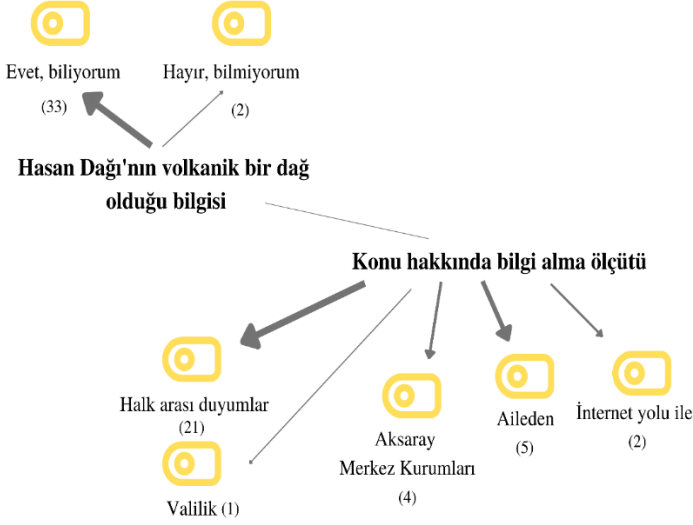 Evet, biliyorum
(33)
Hayır, bilmiyorum
(2)
Hasan Dağı'nın volkanik bir dağ
olduğu bilgisi
Konu hakkında bilgi alma ölçütü
Halk arası duyumlar
(21)
Valilik (1)
Aksaray
Merkez Kurumları
(4)
Aileden
(5)
İnternet yolu ile
(2)